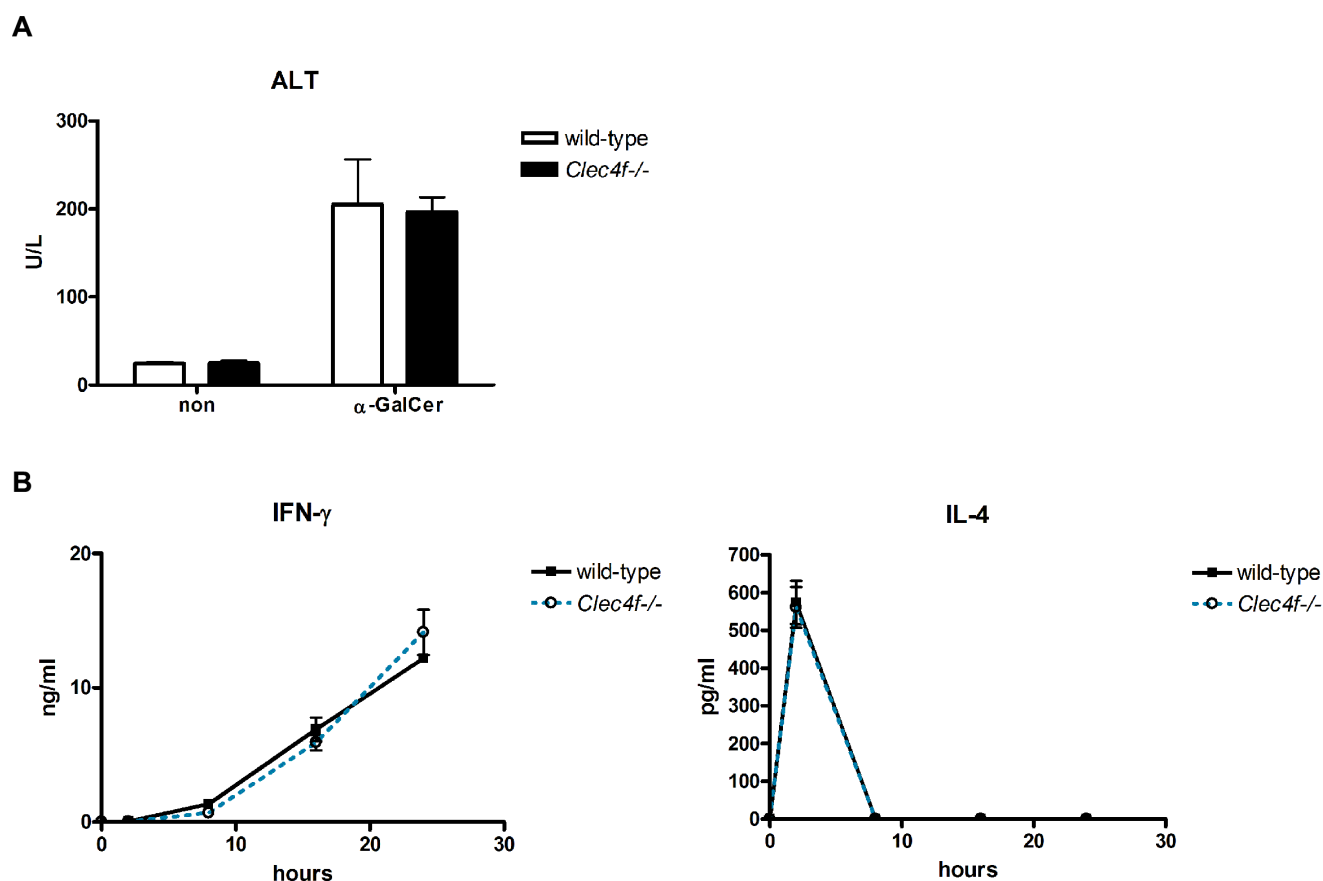 A
ALT
300
200
100
0
U/L
non
α-GalCer
wild-type
Clec4f-/-
B
IFN-γ
20
10
0
ng/ml
0 10 20 30
hours
wild-type
Clec4f-/-
IL-4
700
600
500
400
300
200
100
0
pg/ml
0 10 20 30
hours
wild-type
Clec4f-/-